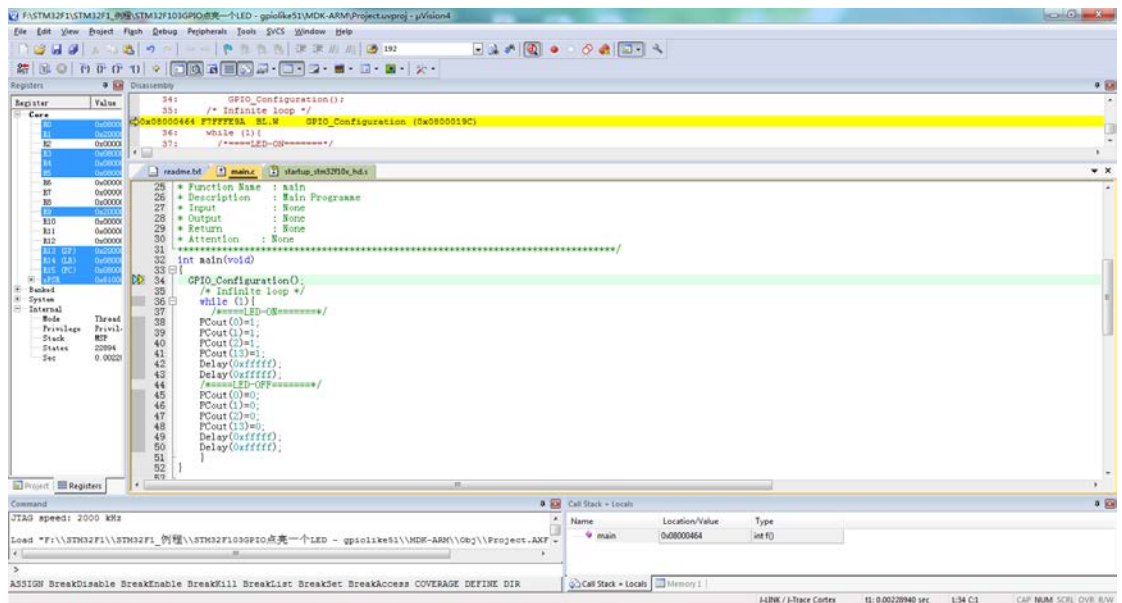 F:\STM32F1\STM32F1_例程\STM32F103GPIO点亮一个LED - gpiolike51\MDK-ARM\Project.uvproj - µVision4
File Edit View Project Flash Debug Peripherals Tools SVCS Window Help
192
Registers
Register Value
Core
R0
R1
R2
R3
R4
R5
R6
R7
R8
R9
R10
R11
R12
R13 (SP)
R14 (LR)
R15 (PC)
xPSR
Banked
System
Internal
Mode Thread
Privilege Privil
Stack MSP
States 22894
Sec 0.0022
Project Registers
Disassembly
34: GPIO_Configuration();
35: /* Infinite loop */
0x08000464 F7FFFE9A BL.W GPIO_Configuration (0x0800019C)
36: while (1){
37: /*====LED-ON=======*/
readme.txt main.c startup_stm32f10x_hd.s
25 * Function Name : main
26 * Description : Main Programme
27 * Input : None
28 * Output : None
29 * Return : None
30 * Attention : None
31
32 int main(void)
33 {
34 GPIO_Configuration();
35 /* Infinite loop */
36 while (1){
37 /*====LED-ON=======*/
38 PCout(0)=1;
39 PCout(1)=1;
40 PCout(2)=1;
41 PCout(13)=1;
42 Delay(0xfffff);
43 Delay(0xfffff);
44 /*====LED-OFF=======*/
45 PCout(0)=0;
46 PCout(1)=0;
47 PCout(2)=0;
48 PCout(13)=0;
49 Delay(0xfffff);
50 Delay(0xfffff);
51 }
52 }
Command
JTAG speed: 2000 kHz
Load "F:\\STM32F1\\STM32F1_例程\\STM32F103GPIO点亮一个LED - gpiolike51\\MDK-ARM\\Obj\\Project.AXF
>
ASSIGN BreakDisable BreakEnable BreakKill BreakList BreakSet BreakAccess COVERAGE DEFINE DIR
Call Stack + Locals
Name Location/Value Type
main 0x08000464 int f()
Call Stack + Locals Memory 1
J-LINK / J-Trace Cortex t1: 0.00228940 sec L:34 C:1 CAP NUM SCRL OVR R/W